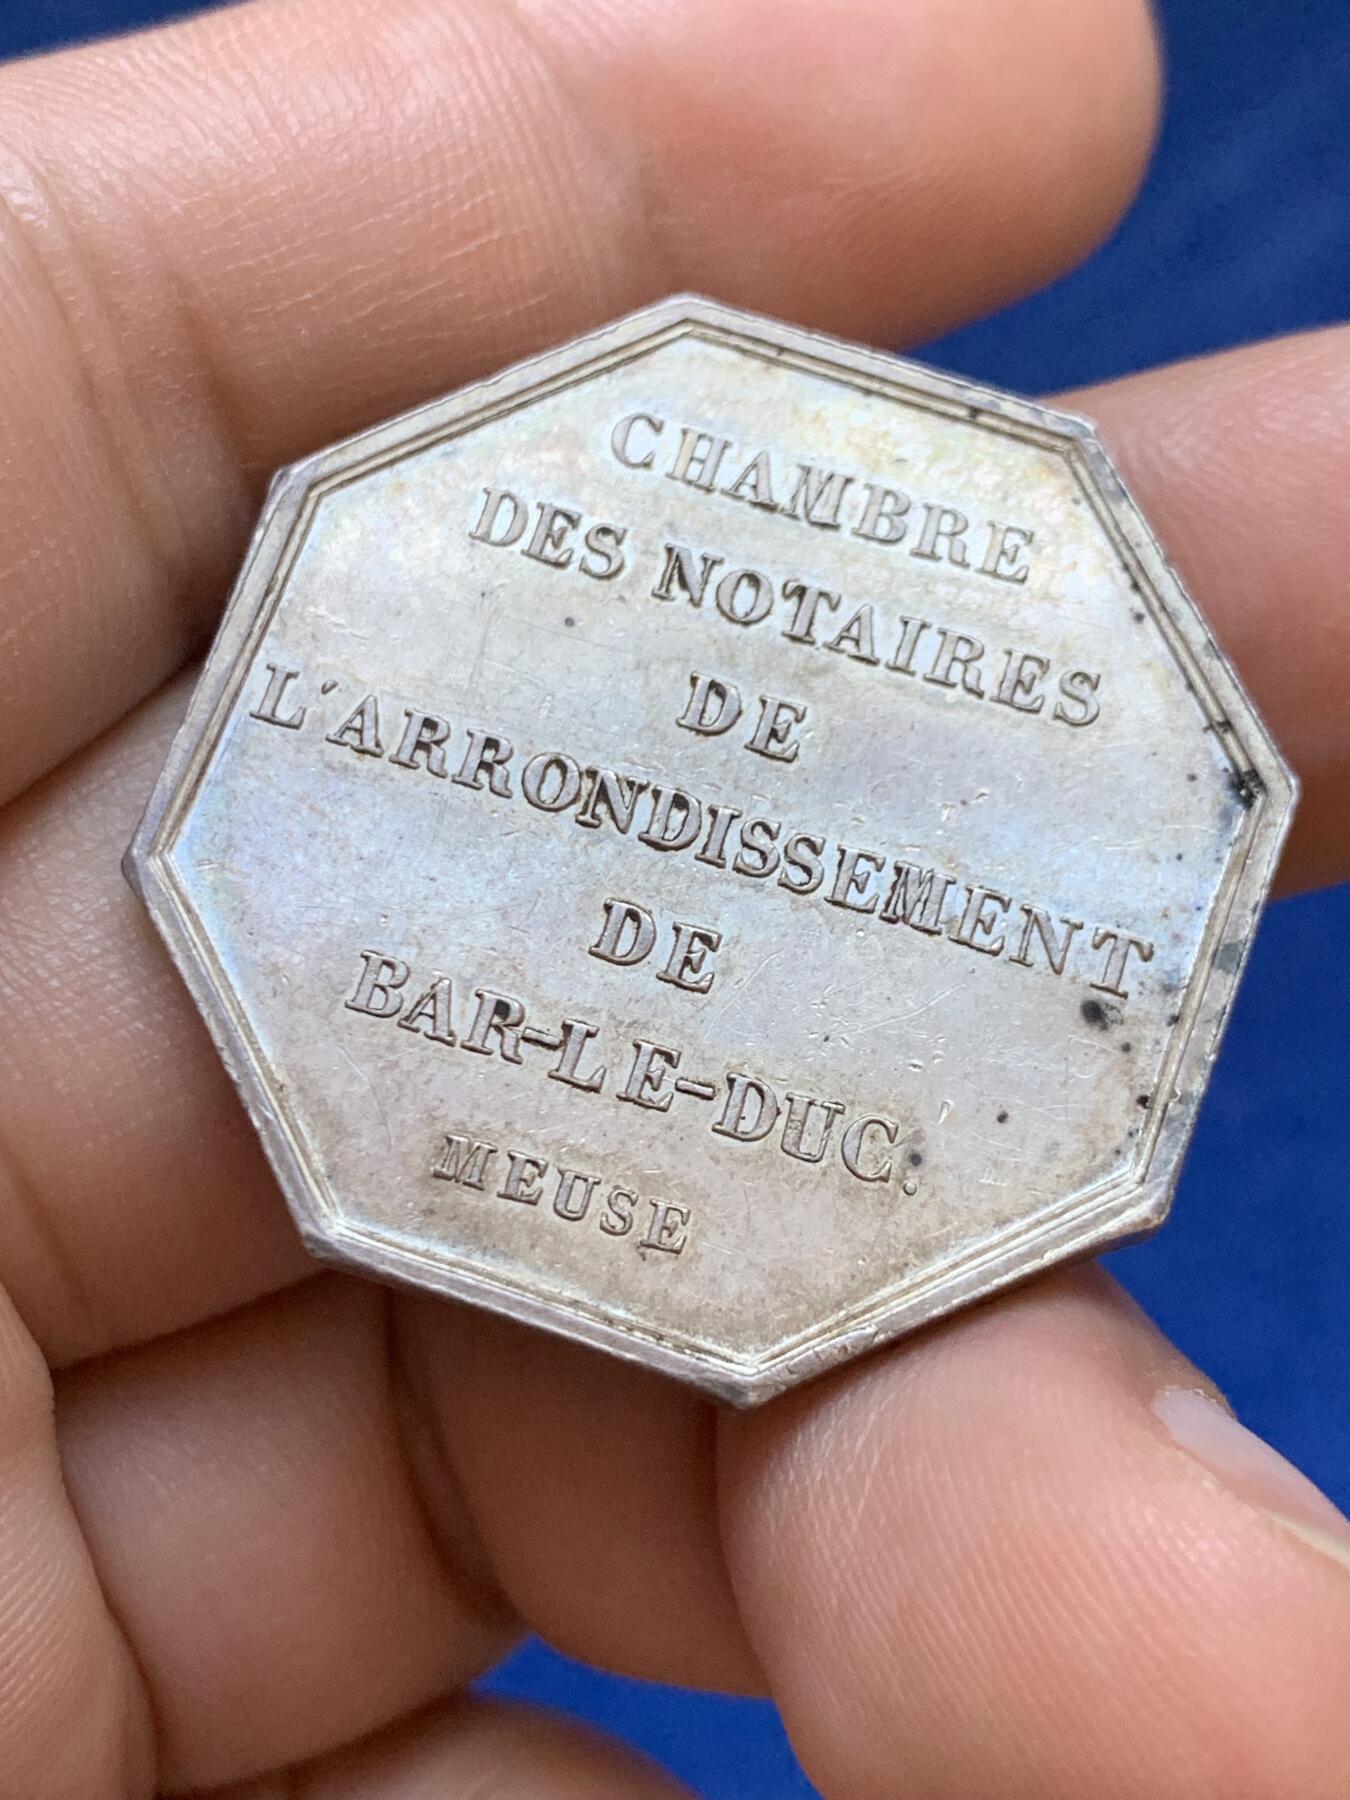 CHAMBRE
DES NOTAIRES
DE
L'ARRONDISSEMENT
DE
BAR-LE-DUC.
MEUSE